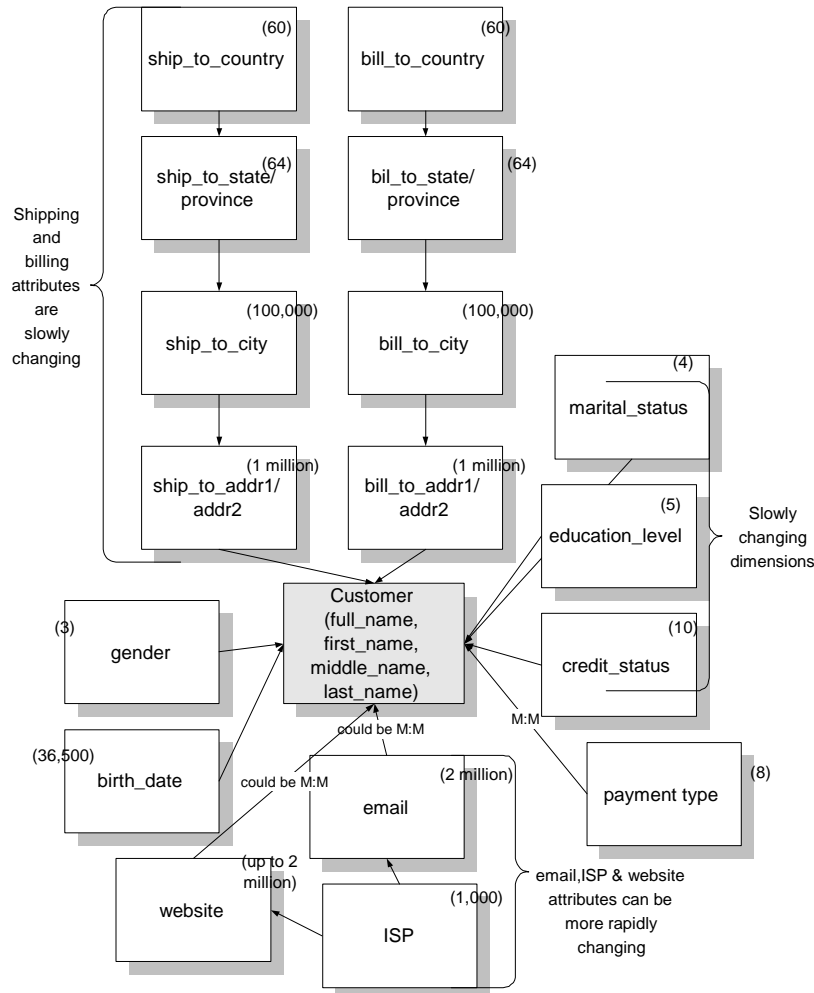 (60)
ship_to_country
(60)
bill_to_country
(64)
ship_to_state/
province
(64)
bil_to_state/
province
Shipping
and
billing
attributes
are
slowly
changing
(100,000)
ship_to_city
(100,000)
bill_to_city
(4)
marital_status
(1 million)
ship_to_addr1/
addr2
(1 million)
bill_to_addr1/
addr2
(5)
education_level
Slowly
changing
dimensions
Customer
(full_name,
first_name,
middle_name,
last_name)
(3)
gender
(10)
credit_status
M:M
could be M:M
(36,500)
birth_date
could be M:M
(2 million)
email
(8)
payment type
(up to 2
million)
website
(1,000)
ISP
email,ISP & website
attributes can be
more rapidly
changing